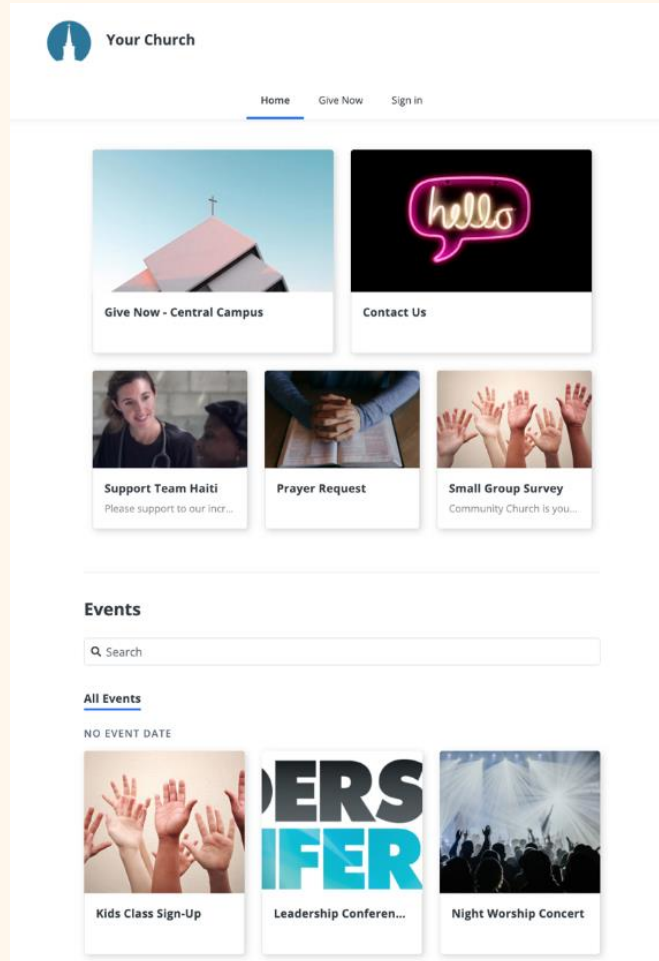 Your Church
Home Give Now Sign in
hello
Give Now - Central Campus
Contact Us
Support Team Haiti
Please support to our incr...
Prayer Request
Small Group Survey
Community Church is you...
Events
Search
All Events
NO EVENT DATE
DERS
IFER
Kids Class Sign-Up
Leadership Conferen...
Night Worship Concert